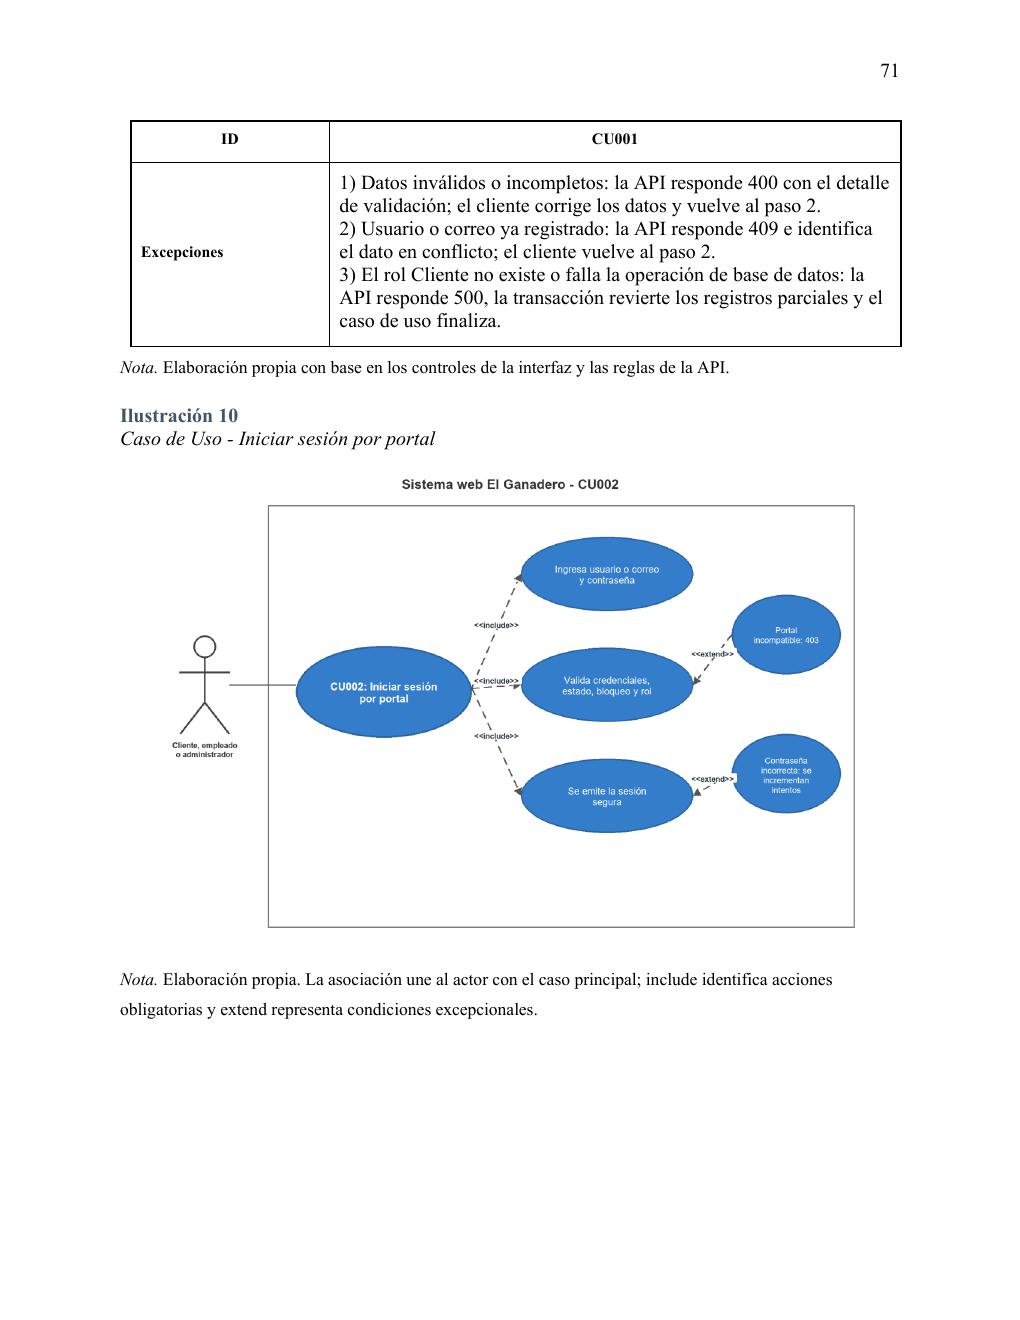 71
ID
CU001
Excepciones
1) Datos inválidos o incompletos: la API responde 400 con el detalle
de validación; el cliente corrige los datos y vuelve al paso 2.
2) Usuario o correo ya registrado: la API responde 409 e identifica
el dato en conflicto; el cliente vuelve al paso 2.
3) El rol Cliente no existe o falla la operación de base de datos: la
API responde 500, la transacción revierte los registros parciales y el
caso de uso finaliza.
Nota. Elaboración propia con base en los controles de la interfaz y las reglas de la API.
Ilustración 10
Caso de Uso - Iniciar sesión por portal
Sistema web El Ganadero - CU002
Ingresa usuario o correo
y contraseña
<<include>>
Portal
incompatible: 403
<<extend>>
CU002: Iniciar sesión
por portal
<<include>>
Valida credenciales,
estado, bloqueo y rol
Cliente, empleado
o administrador
<<include>>
Se emite la sesión
segura
<<extend>>
Contraseña
incorrecta: se
incrementan
intentos
Nota. Elaboración propia. La asociación une al actor con el caso principal; include identifica acciones
obligatorias y extend representa condiciones excepcionales.